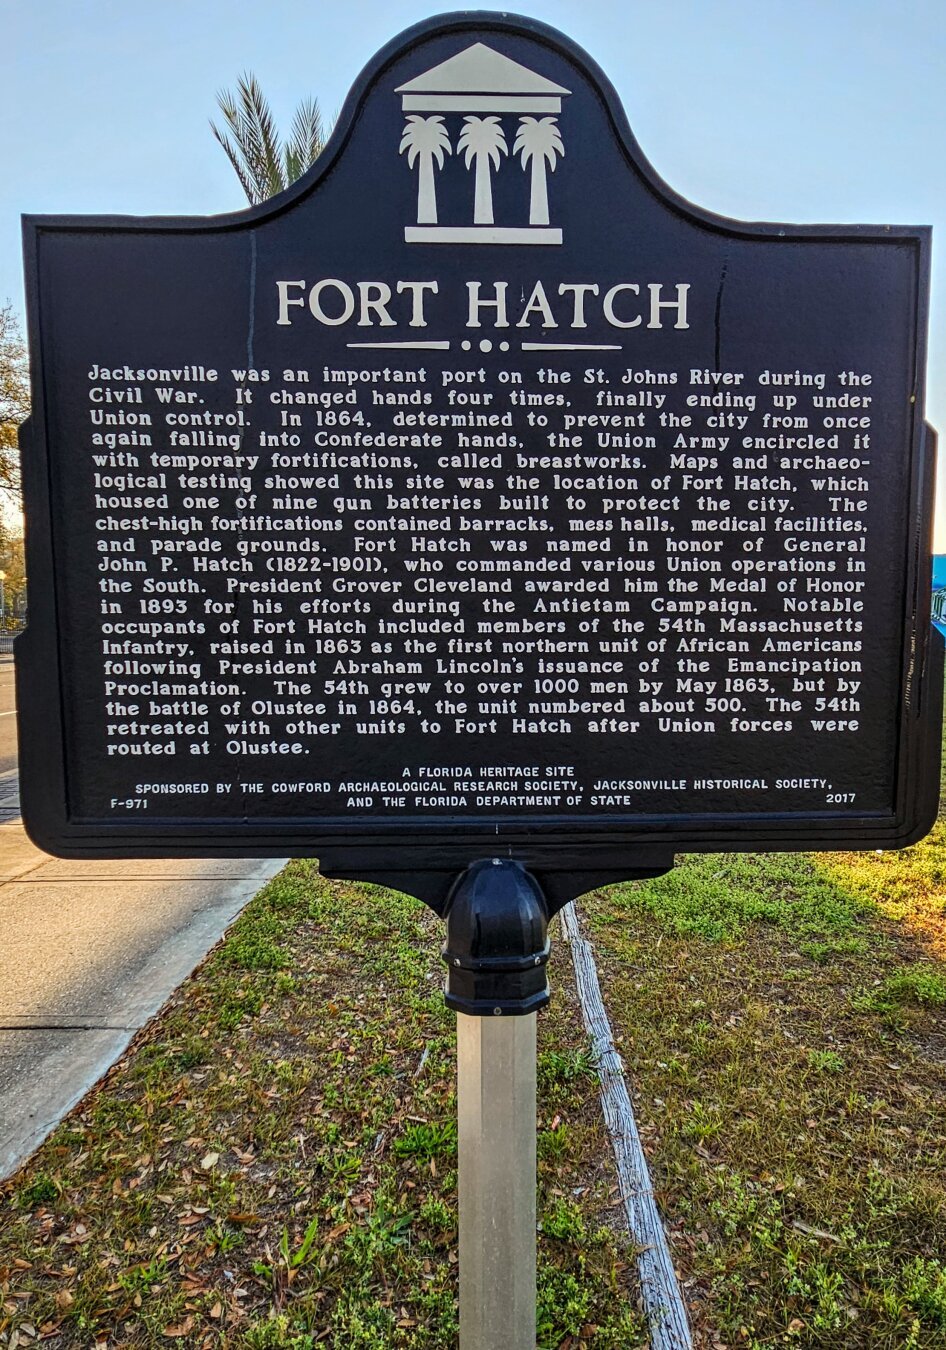 FORT HATCH
Jacksonville was an important port on the St. Johns River during the
Civil War. It changed hands four times, finally ending up under
Union control. In 1864, determined to prevent the city from once
again falling into Confederate hands, the Union Army encircled it
with temporary fortifications, called breastworks. Maps and archaeo-
logical testing showed this site was the location of Fort Hatch, which
housed one of nine gun batteries built to protect the city. The
chest-high fortifications contained barracks, mess halls, medical facilities,
and parade grounds. Fort Hatch was named in honor of General
John P. Hatch (1822-1901), who commanded various Union operations in
the South. President Grover Cleveland awarded him the Medal of Honor
in 1893 for his efforts during the Antietam Campaign. Notable
occupants of Fort Hatch included members of the 54th Massachusetts
Infantry, raised in 1863 as the first northern unit of African Americans
following President Abraham Lincoln's issuance of the Emancipation
Proclamation. The 54th grew to over 1000 men by May 1863, but by
the battle of Olustee in 1864, the unit numbered about 500. The 54th
retreated with other units to Fort Hatch after Union forces were
routed at Olustee.
A FLORIDA HERITAGE SITE
SPONSORED BY THE COWFORD ARCHAEOLOGICAL RESEARCH SOCIETY, JACKSONVILLE HISTORICAL SOCIETY,
F-971 AND THE FLORIDA DEPARTMENT OF STATE 2017